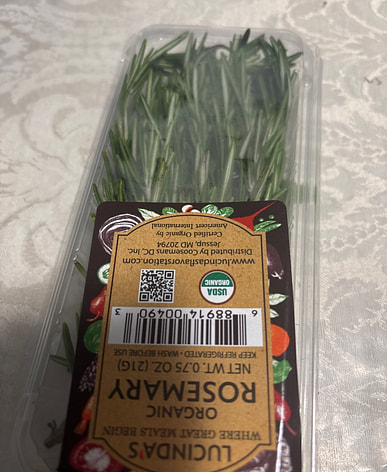 LUCINDA'S
WHERE GREAT MEALS BEGIN
ORGANIC
ROSEMARY
NET WT. 0.75 OZ. (21G)
KEEP REFRIGERATED • WASH BEFORE USE
6 88914 00490 3
USDA
ORGANIC
www.lucindasflavorstation.com
Distributed by Coosemans DC, Inc.
Jessup, MD 20794
Certified Organic by
Americert International